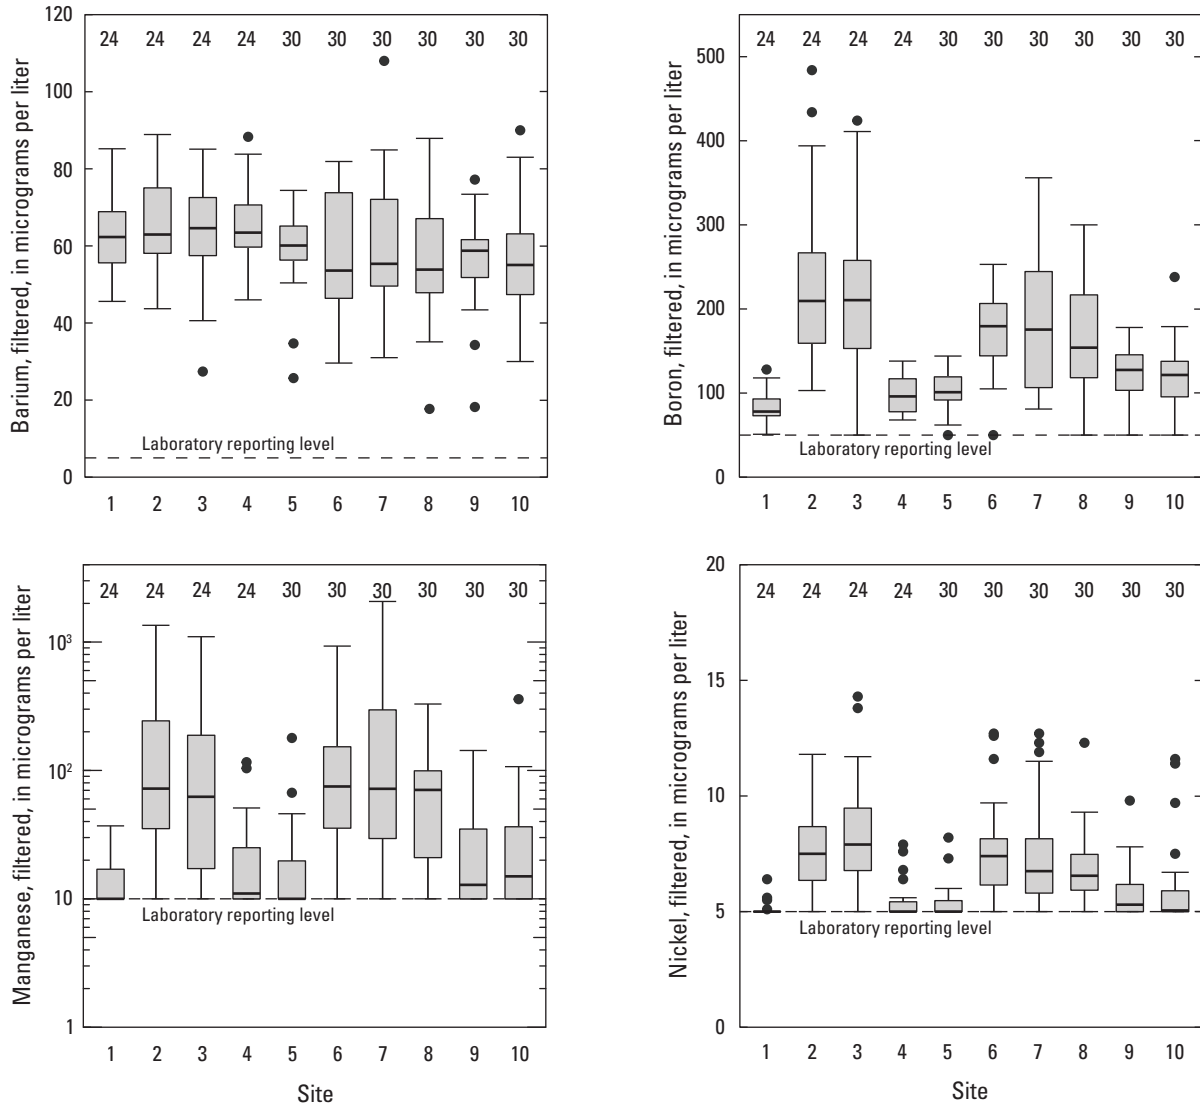 Barium, filtered, in micrograms per liter
120
100
80
60
40
20
0
24 24 24 24 30 30 30 30 30 30
Laboratory reporting level
1 2 3 4 5 6 7 8 9 10
Boron, filtered, in micrograms per liter
500
400
300
200
100
0
24 24 24 24 30 30 30 30 30 30
Laboratory reporting level
1 2 3 4 5 6 7 8 9 10
Manganese, filtered, in micrograms per liter
10³
10²
10
1
24 24 24 24 30 30 30 30 30 30
Laboratory reporting level
1 2 3 4 5 6 7 8 9 10
Site
Nickel, filtered, in micrograms per liter
20
15
10
5
0
24 24 24 24 30 30 30 30 30 30
Laboratory reporting level
1 2 3 4 5 6 7 8 9 10
Site